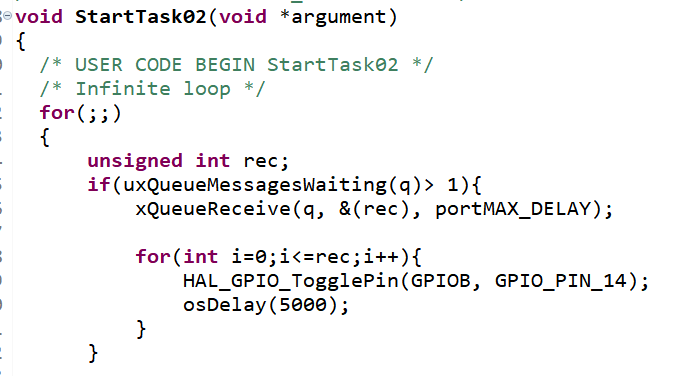 void StartTask02(void *argument)
{
  /* USER CODE BEGIN StartTask02 */
  /* Infinite loop */
  for(;;)
  {
      unsigned int rec;
      if(uxQueueMessagesWaiting(q)> 1){
          xQueueReceive(q, &(rec), portMAX_DELAY);

          for(int i=0;i<=rec;i++){
              HAL_GPIO_TogglePin(GPIOB, GPIO_PIN_14);
              osDelay(5000);
          }
      }